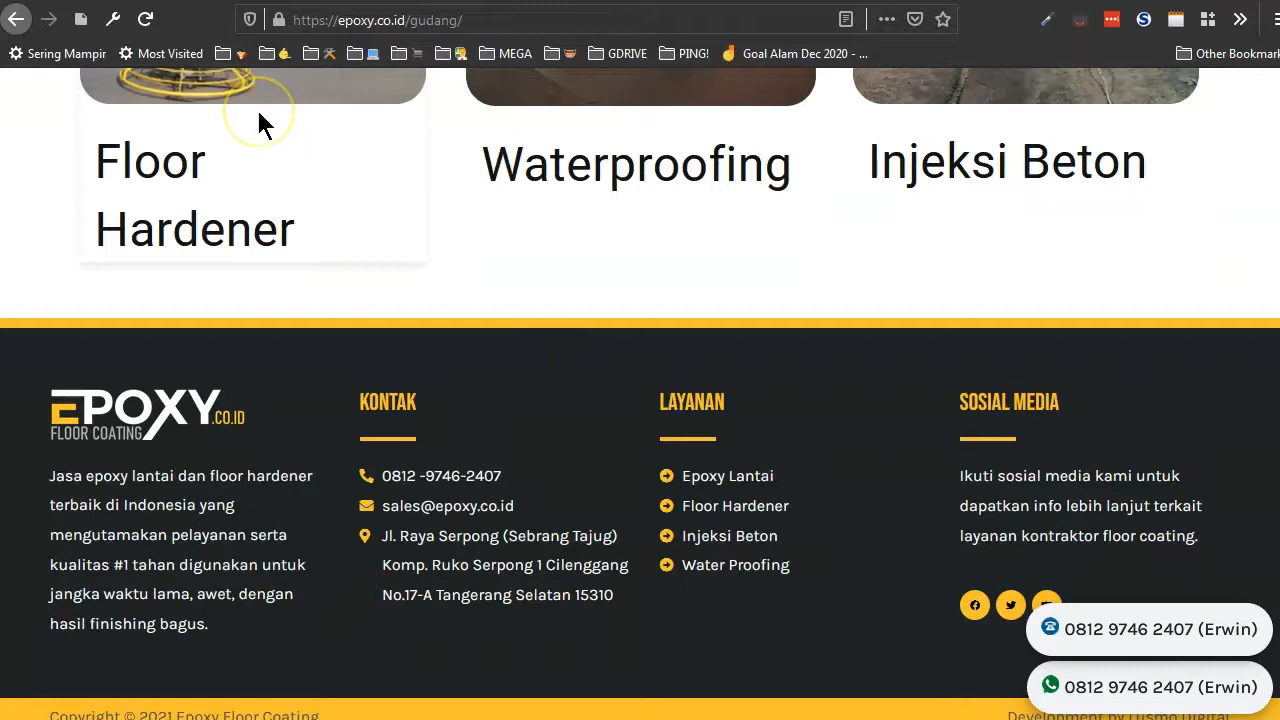 https://epoxy.co.id/gudang/
Sering Mampir
Most Visited
MEGA
GDRIVE
PING!
Goal Alam Dec 2020 - ...
Other Bookmark
Floor
Hardener
Waterproofing
Injeksi Beton
EPOXY.CO.ID
FLOOR COATING
Jasa epoxy lantai dan floor hardener
terbaik di Indonesia yang
mengutamakan pelayanan serta
kualitas #1 tahan digunakan untuk
jangka waktu lama, awet, dengan
hasil finishing bagus.
KONTAK
0812 -9746-2407
sales@epoxy.co.id
Jl. Raya Serpong (Sebrang Tajug)
Komp. Ruko Serpong 1 Cilenggang
No.17-A Tangerang Selatan 15310
LAYANAN
Epoxy Lantai
Floor Hardener
Injeksi Beton
Water Proofing
SOSIAL MEDIA
Ikuti sosial media kami untuk
dapatkan info lebih lanjut terkait
layanan kontraktor floor coating.
0812 9746 2407 (Erwin)
0812 9746 2407 (Erwin)
Copyright © 2021 Epoxy Floor Coating
Development by Lusmo Digital